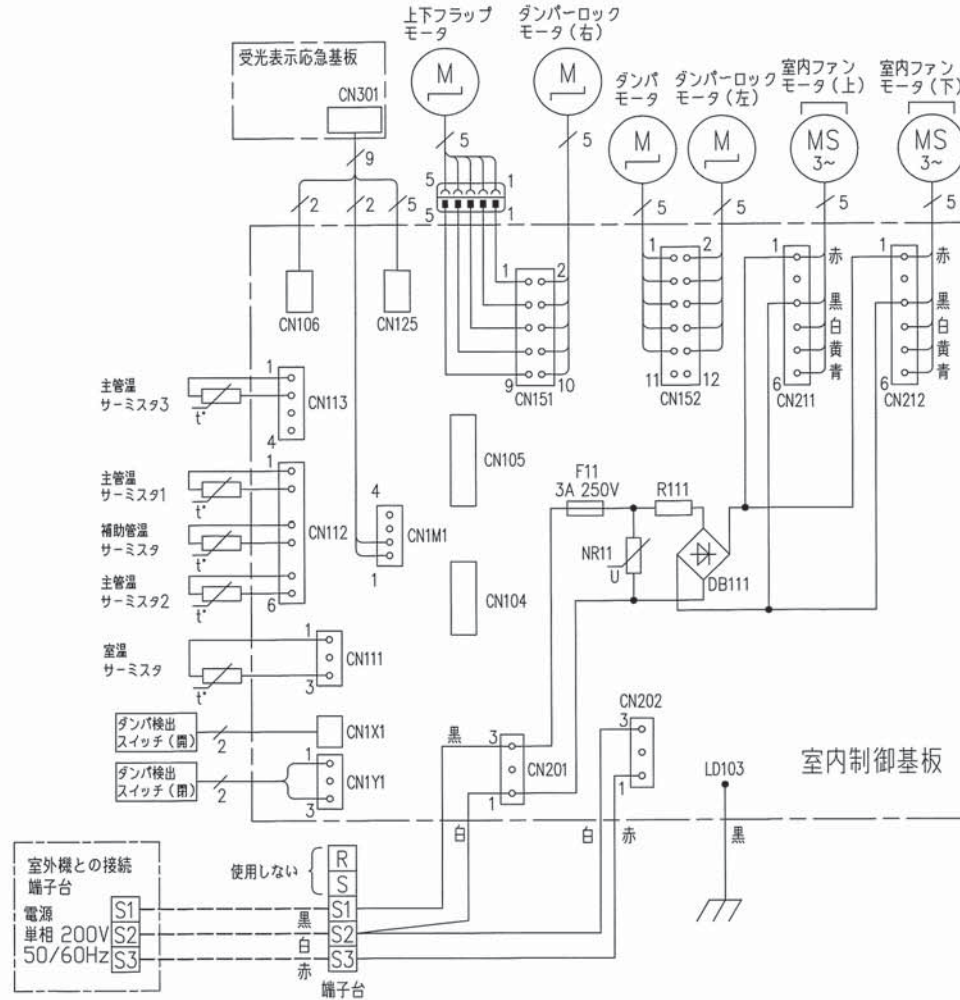 上下フラップ
モータ
ダンパーロック
モータ(右)
受光表示応急基板
CN301
M
M
ダンパ
モータ
ダンパーロック
モータ(左)
室内ファン
モータ(上)
室内ファン
モータ(下)
M
M
MS
3~
MS
3~
9
5
5
2
2
5
5
1
5
1
5
5
5
5
CN106
CN125
1
2
9
10
CN151
1
2
11
12
CN152
1
赤
黒
白
黄
青
6
CN211
1
赤
黒
白
黄
青
6
CN212
主管温
サーミスタ3
t°
1
4
CN113
主管温
サーミスタ1
t°
補助管温
サーミスタ
t°
主管温
サーミスタ2
t°
1
6
CN112
4
1
CN1M1
CN105
CN104
F11
3A 250V
R111
NR11
U
DB111
室温
サーミスタ
t°
1
3
CN111
ダンパ検出
スイッチ(開)
2
CN1X1
ダンパ検出
スイッチ(閉)
2
1
3
CN1Y1
黒
3
1
CN201
白
CN202
3
1
白
赤
LD103
黒
室内制御基板
室外機との接続
端子台
電源
単相 200V
50/60Hz
S1
S2
S3
使用しない
R
S
S1
S2
S3
黒
白
赤
端子台